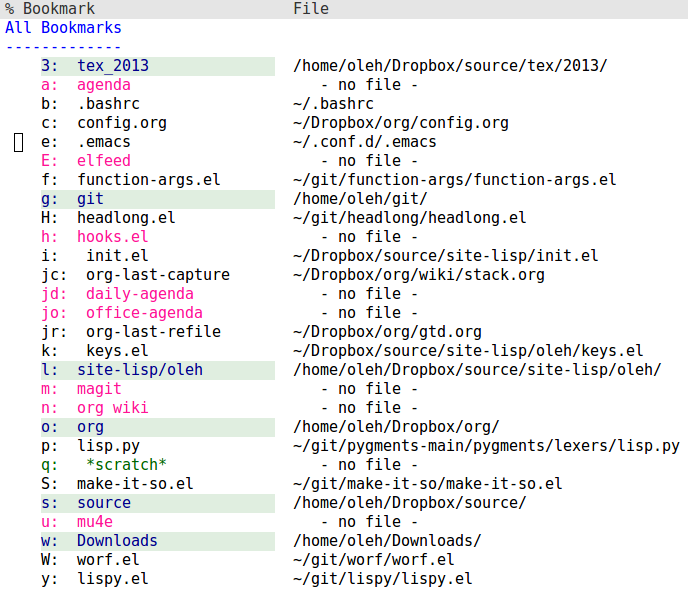 % Bookmark File
All Bookmarks
-------------
3: tex_2013 /home/oleh/Dropbox/source/tex/2013/
a: agenda - no file -
b: .bashrc ~/.bashrc
c: config.org ~/Dropbox/org/config.org
e: .emacs ~/.conf.d/.emacs
E: elfeed - no file -
f: function-args.el ~/git/function-args/function-args.el
g: git /home/oleh/git/
H: headlong.el ~/git/headlong/headlong.el
h: hooks.el - no file -
i: init.el ~/Dropbox/source/site-lisp/init.el
jc: org-last-capture ~/Dropbox/org/wiki/stack.org
jd: daily-agenda - no file -
jo: office-agenda - no file -
jr: org-last-refile ~/Dropbox/org/gtd.org
k: keys.el ~/Dropbox/source/site-lisp/oleh/keys.el
l: site-lisp/oleh /home/oleh/Dropbox/source/site-lisp/oleh/
m: magit - no file -
n: org wiki - no file -
o: org /home/oleh/Dropbox/org/
p: lisp.py ~/git/pygments-main/pygments/lexers/lisp.py
q: *scratch* - no file -
S: make-it-so.el ~/git/make-it-so/make-it-so.el
s: source /home/oleh/Dropbox/source/
u: mu4e - no file -
w: Downloads /home/oleh/Downloads/
W: worf.el ~/git/worf/worf.el
y: lispy.el ~/git/lispy/lispy.el